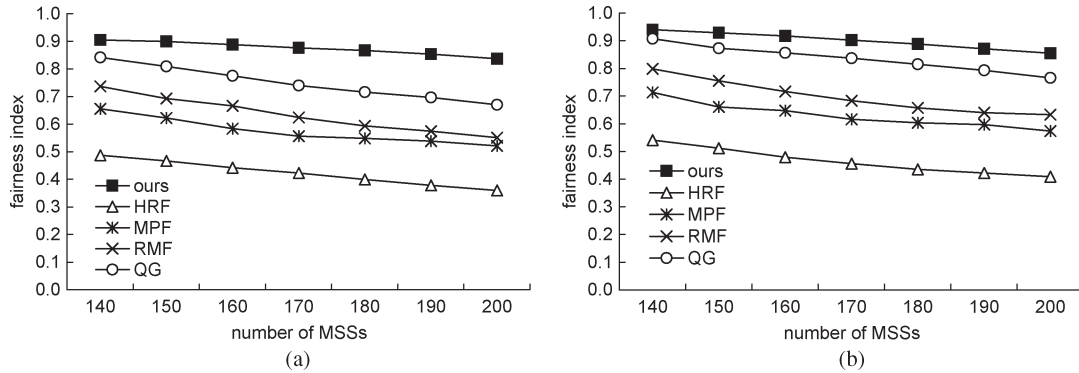 1.0
0.9
0.8
0.7
0.6
0.5
0.4
0.3
0.2
0.1
0.0
fairness index
ours
HRF
MPF
RMF
QG
140 150 160 170 180 190 200
number of MSSs
(a)
1.0
0.9
0.8
0.7
0.6
0.5
0.4
0.3
0.2
0.1
0.0
fairness index
ours
HRF
MPF
RMF
QG
140 150 160 170 180 190 200
number of MSSs
(b)